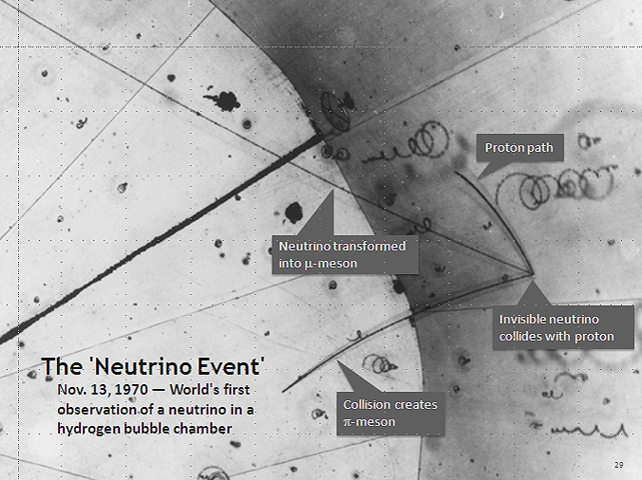 Proton path
Neutrino transformed
into μ-meson
Invisible neutrino
collides with proton
The 'Neutrino Event'
Nov. 13, 1970 — World's first
observation of a neutrino in a
hydrogen bubble chamber
Collision creates
π-meson
29